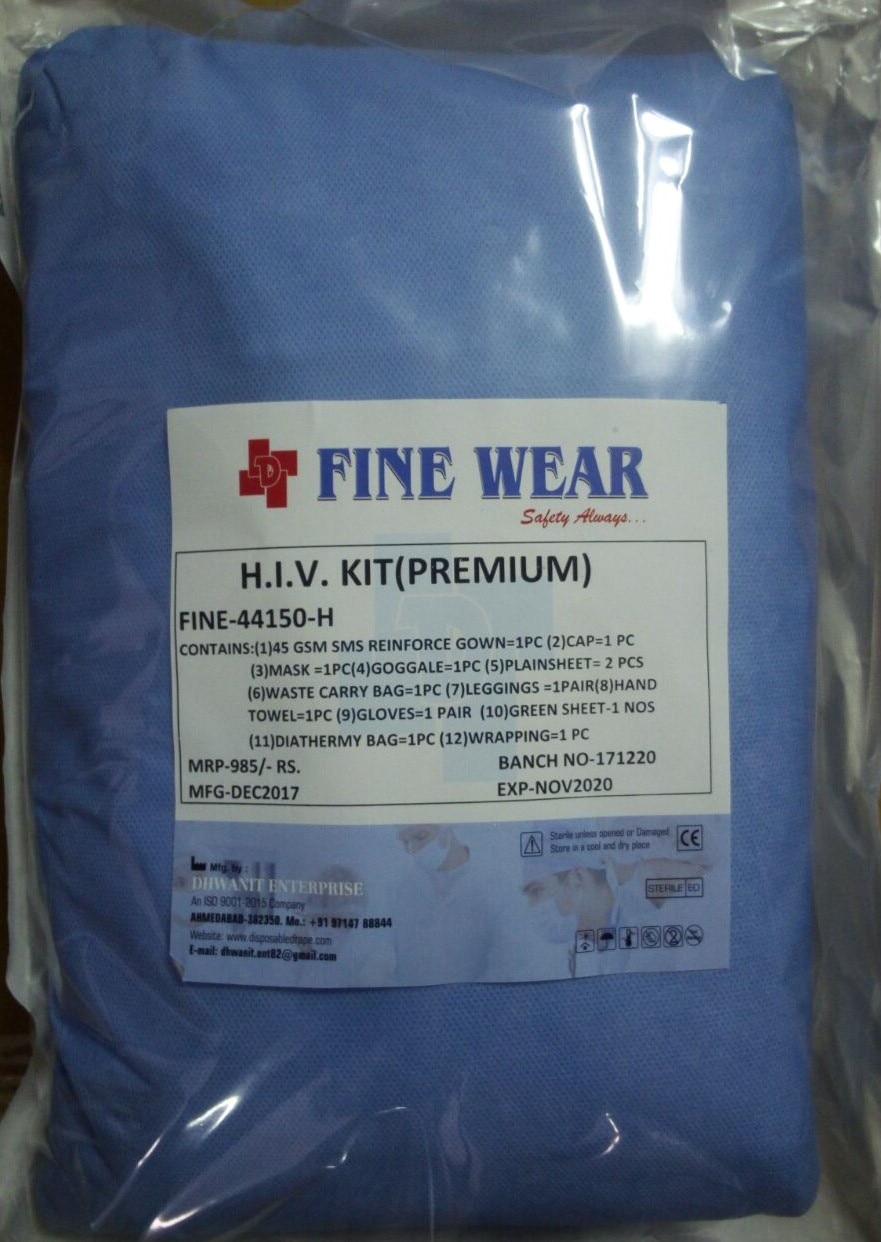 FINE WEAR
Safety Always...
H.I.V. KIT(PREMIUM)
FINE-44150-H
CONTAINS:(1)45 GSM SMS REINFORCE GOWN=1PC (2)CAP=1 PC
(3)MASK =1PC(4)GOGGALE=1PC (5)PLAINSHEET= 2 PCS
(6)WASTE CARRY BAG=1PC (7)LEGGINGS =1PAIR(8)HAND
TOWEL=1PC (9)GLOVES=1 PAIR (10)GREEN SHEET-1 NOS
(11)DIATHERMY BAG=1PC (12)WRAPPING=1 PC
MRP-985/- RS. BANCH NO-171220
MFG-DEC2017 EXP-NOV2020
Sterile unless opened or Damaged
Store in a cool and dry place
CE
Mfg. by :
DHWANIT ENTERPRISE
An ISO 9001-2015 Company
AHMEDABAD-382350. Mo.: +91 97147 88844
Website: www.disposabledtape.com
E-mail: dhwanit.ent82@gmail.com
STERILE EO